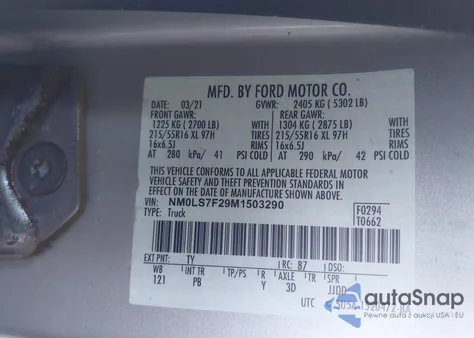 MFD. BY FORD MOTOR CO.
DATE: 03/21 GVWR: 2405 KG (5302 LB)
FRONT GAWR: REAR GAWR:
1225 KG (2700 LB) WITH 1304 KG (2875 LB) WITH
215/55R16 XL 97H TIRES 215/55R16 XL 97H TIRES
16x6.5J RIMS 16x6.5J RIMS
AT 280 kPa/ 41 PSI COLD AT 290 kPa/ 42 PSI COLD
THIS VEHICLE CONFORMS TO ALL APPLICABLE FEDERAL MOTOR
VEHICLE SAFETY AND THEFT PREVENTION STANDARDS IN EFFECT
ON THE DATE OF MANUFACTURE SHOWN ABOVE.
VIN: NM0LS7F29M1503290 F0294
TYPE: Truck T0662
EXT PNT: TY RC: 87
WB INT TR TP/PS R AXLE TR SPR
121 PB Y 3D JJDD
UTC
autoSnap
Pewne auta z USA i EU